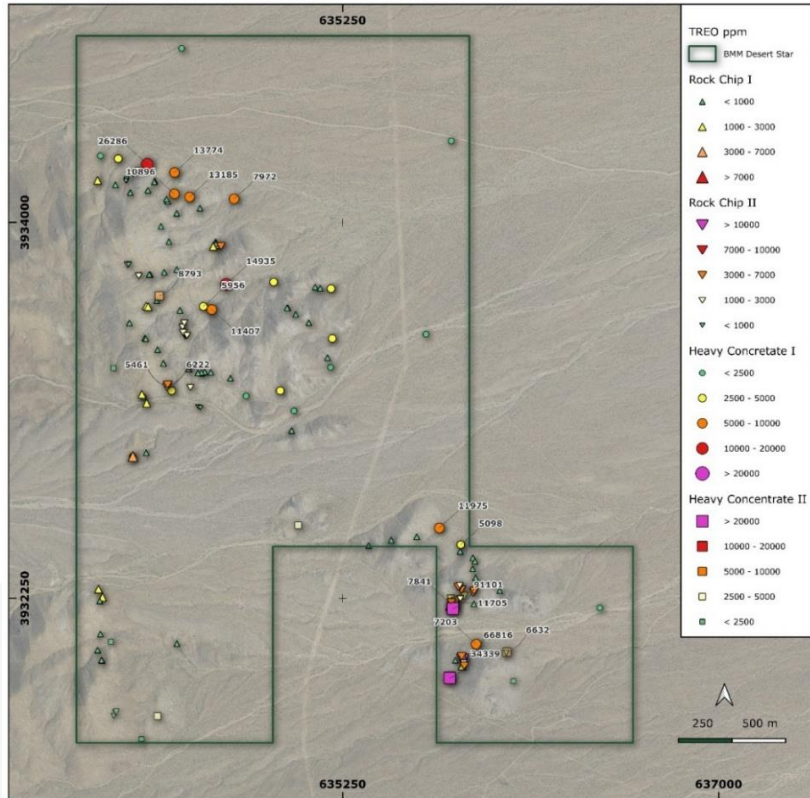 635250
26286
13774
10896
13185
7972
3934000
14935
8793
5956
11407
5461
6222
11975
5098
7841
91101
11705
3932250
7203
66816
6632
34339
250
500 m
635250
637000
TREO ppm
BMM Desert Star
Rock Chip I
< 1000
1000 - 3000
3000 - 7000
> 7000
Rock Chip II
> 10000
7000 - 10000
3000 - 7000
1000 - 3000
< 1000
Heavy Concretate I
< 2500
2500 - 5000
5000 - 10000
10000 - 20000
> 20000
Heavy Concentrate II
> 20000
10000 - 20000
5000 - 10000
2500 - 5000
< 2500